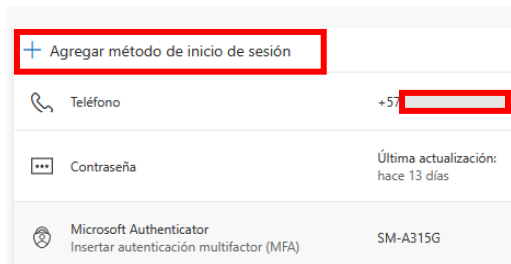 Agregar método de inicio de sesión
Teléfono
+57
Contraseña
Última actualización:
hace 13 días
Microsoft Authenticator
Insertar autenticación multifactor (MFA)
SM-A315G